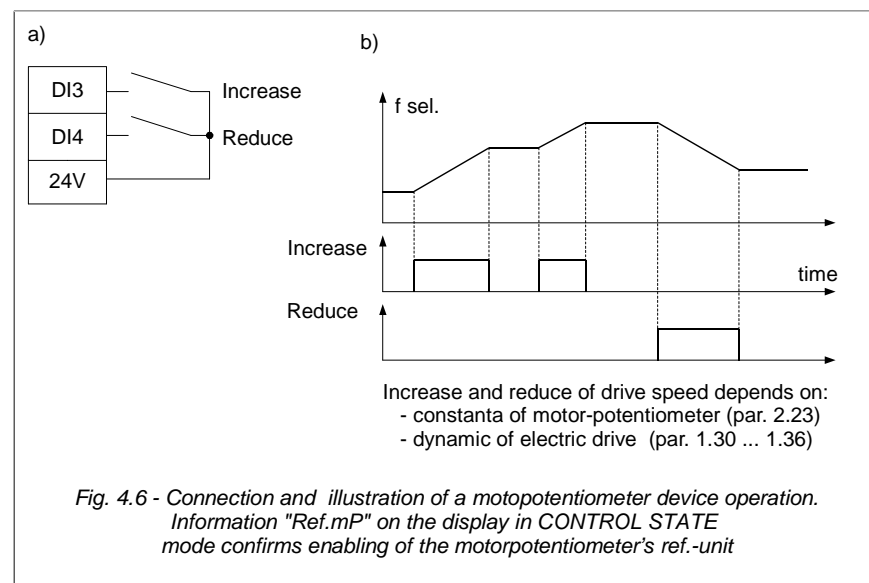 a)
DI3
DI4
24V
Increase
Reduce
b)
f sel.
Increase
time
Reduce
Increase and reduce of drive speed depends on:
- constanta of motor-potentiometer (par. 2.23)
- dynamic of electric drive (par. 1.30 ... 1.36)
Fig. 4.6 - Connection and illustration of a motopotentiometer device operation.
Information "Ref.mP" on the display in CONTROL STATE
mode confirms enabling of the motorpotentiometer's ref.-unit